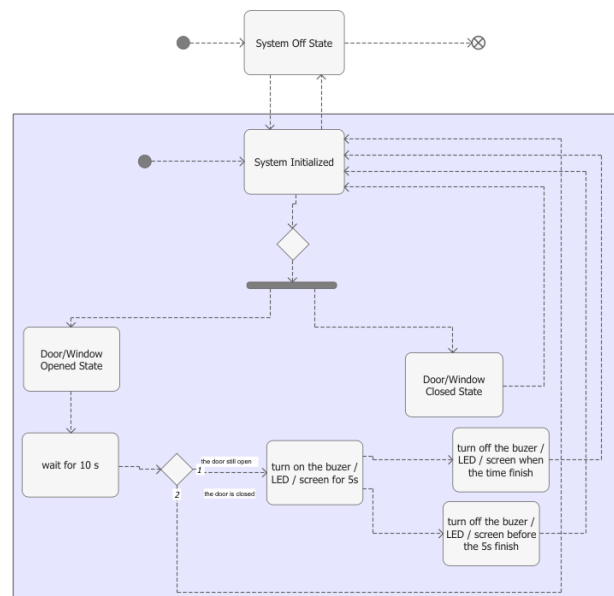 System Off State
System Initialized
Door/Window
Opened State
Door/Window
Closed State
wait for 10 s
the door still open
1
2
the door is closed
turn on the buzer /
LED / screen for 5s
turn off the buzer /
LED / screen when
the time finish
turn off the buzer /
LED / screen before
the 5s finish